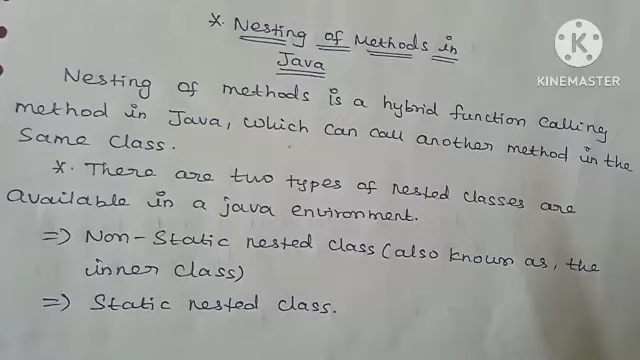 * Nesting of Methods in
Java
KINEMASTER
Nesting of methods is a hybrid function calling
method in Java, which can call another method in the
Same class.
* There are two types of nested classes are
available in a java environment.
=> Non-Static nested class (also known as, the
inner class)
=> Static nested class.